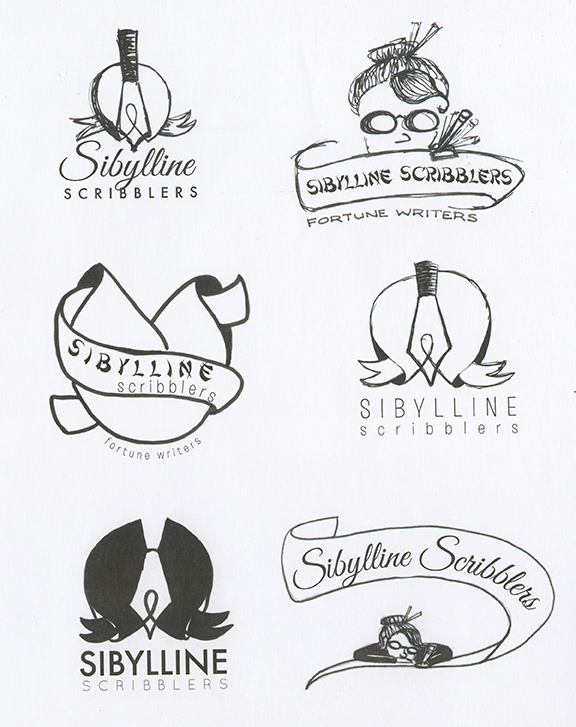 Sibylline
SCRIBBLERS
SIBYLLINE SCRIBBLERS
FORTUNE WRITERS
SIBYLLINE
scribblers
fortune writers
SIBYLLINE
scribblers
SIBYLLINE
SCRIBBLERS
Sibylline Scribblers